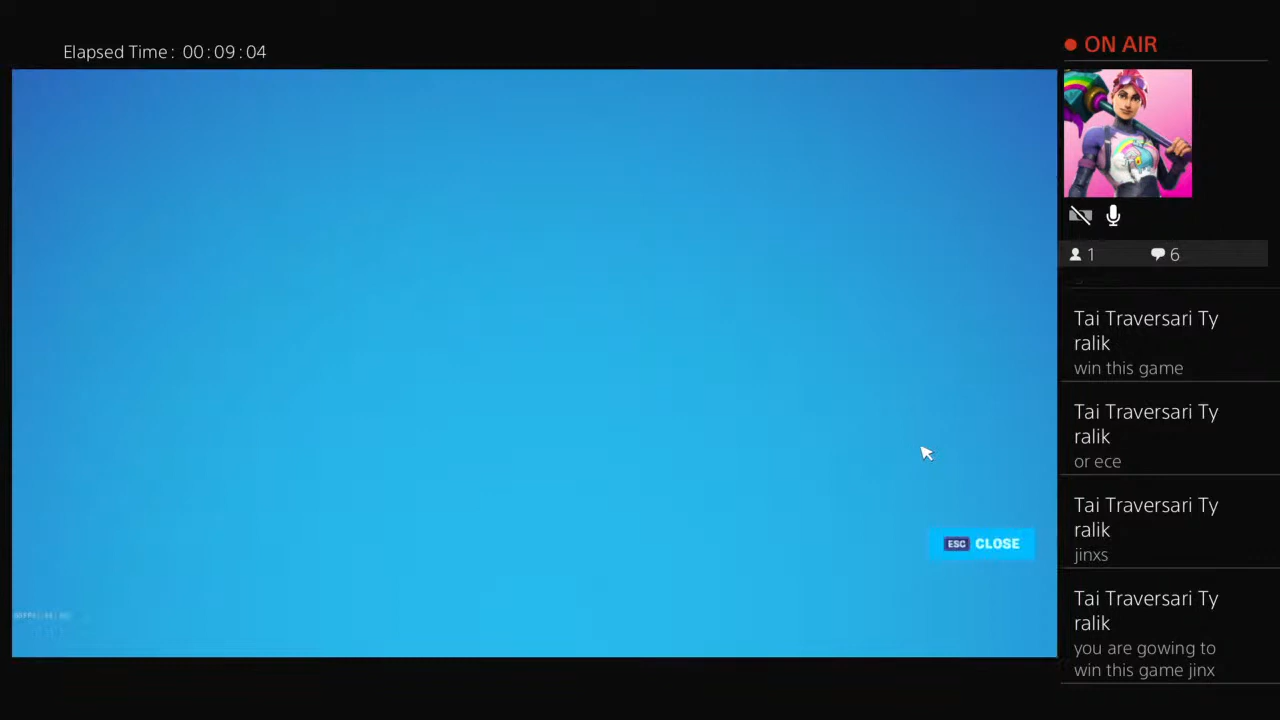 Elapsed Time: 00:09:04
ON AIR
1 6
Tai Traversari Ty
ralik
win this game
Tai Traversari Ty
ralik
or ece
Tai Traversari Ty
ralik
jinxs
ESC CLOSE
Tai Traversari Ty
ralik
you are gowing to
win this game jinx